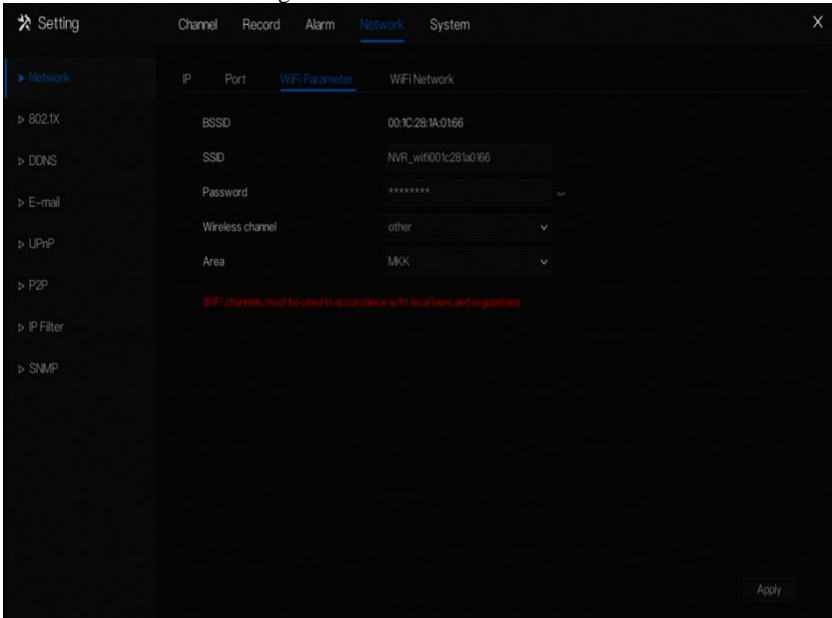 Setting Channel Record Alarm Network System X
Network
802.1X
DDNS
E-mail
UPnP
P2P
IP Filter
SNMP
IP Port WiFi Parameter WiFi Network
BSSID 00:1C:28:1A:01:66
SSID NVR_wifi001c281a0166
Password ********
Wireless channel other
Area MKK
WiFi channels must be used in accordance with local laws and regulations
Apply